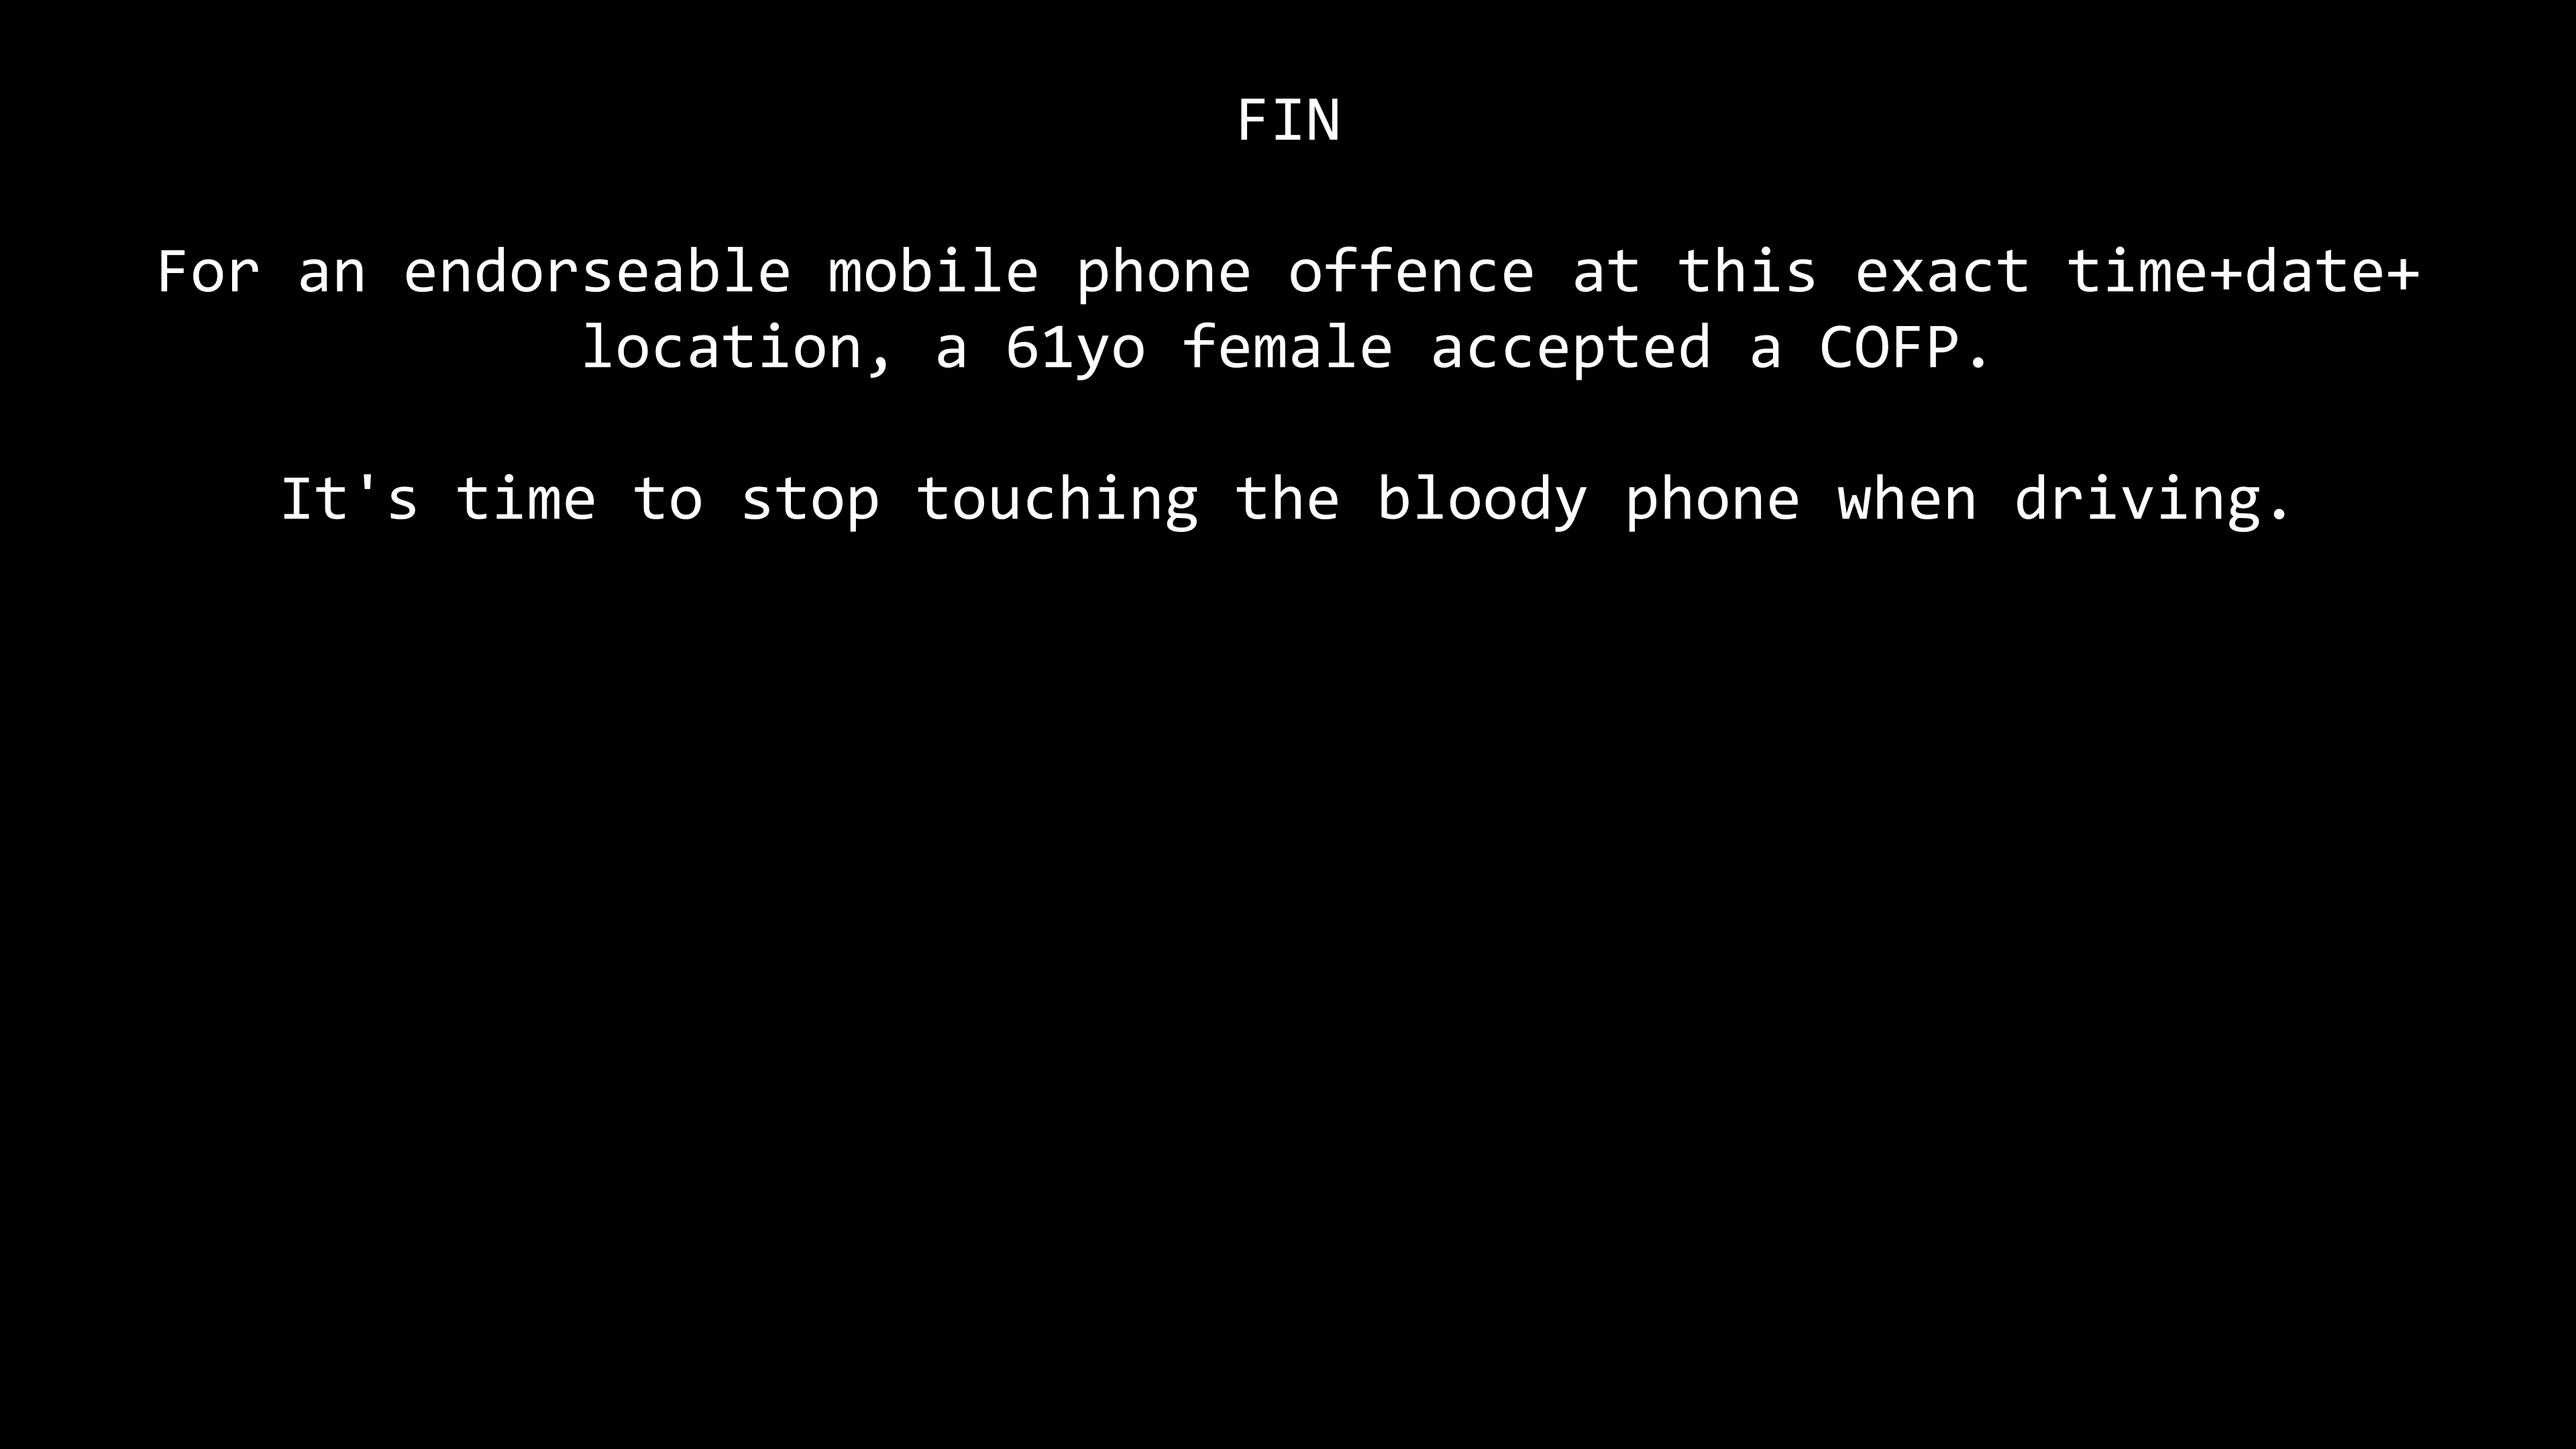 FIN
For an endorseable mobile phone offence at this exact time+date+
location, a 61yo female accepted a COFP.
It's time to stop touching the bloody phone when driving.